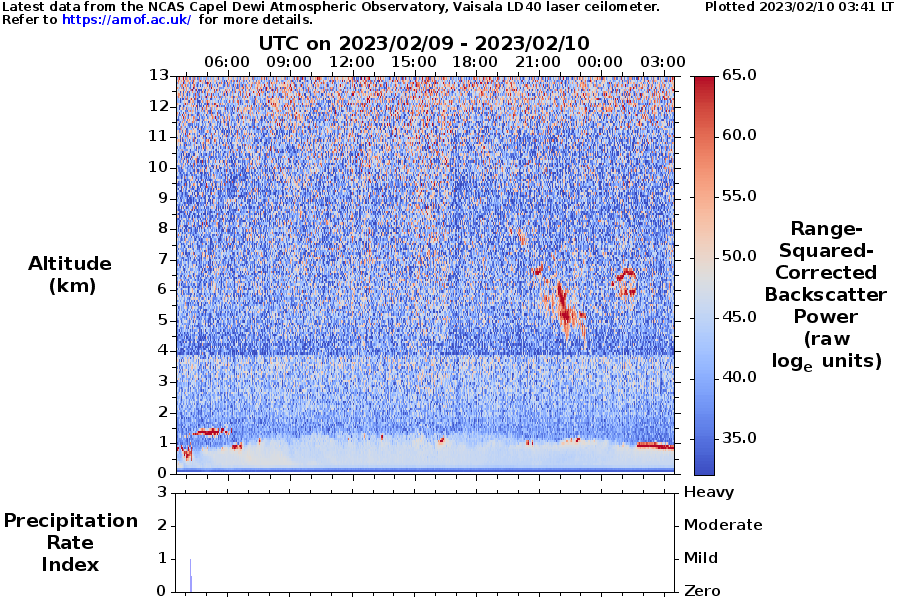 Latest data from the NCAS Capel Dewi Atmospheric Observatory, Vaisala LD40 laser ceilometer. Plotted 2023/02/10 03:41 LT
Refer to https://amof.ac.uk/ for more details.
UTC on 2023/02/09 - 2023/02/10
06:00 09:00 12:00 15:00 18:00 21:00 00:00 03:00
13
12
11
10
9
8
7
6
5
4
3
2
1
0
Altitude
(km)
65.0
60.0
55.0
50.0
45.0
40.0
35.0
Range-
Squared-
Corrected
Backscatter
Power
(raw
loge units)
Precipitation
Rate
Index
3
2
1
0
Heavy
Moderate
Mild
Zero